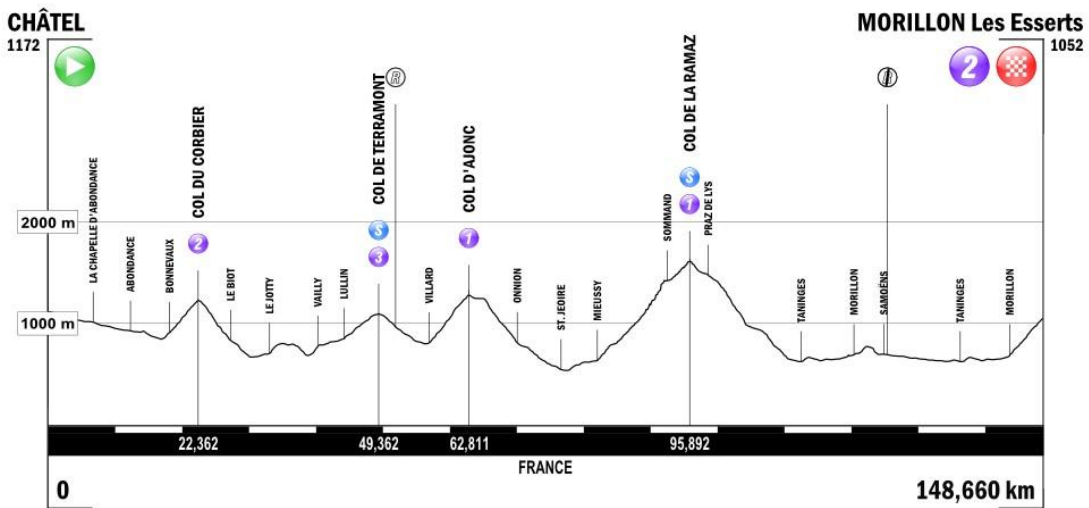 CHÂTEL
1172
MORILLON Les Esserts
1052
2
R
R
2000 m
1000 m
LA CHAPELLE D'ABONDANCE
ABONDANCE
BONNEVAUX
COL DU CORBIER
2
LE BIOT
LE JOTTY
VAILLY
LULLIN
COL DE TERRAMONT
S
3
VILLARD
COL D'AJONC
1
ONNION
ST. JEOIRE
MIEUSSY
SOMMAND
COL DE LA RAMAZ
S
1
PRAZ DE LYS
TANINGES
MORILLON
SAMOËNS
TANINGES
MORILLON
22,362
49,362
62,811
95,892
FRANCE
0
148,660 km